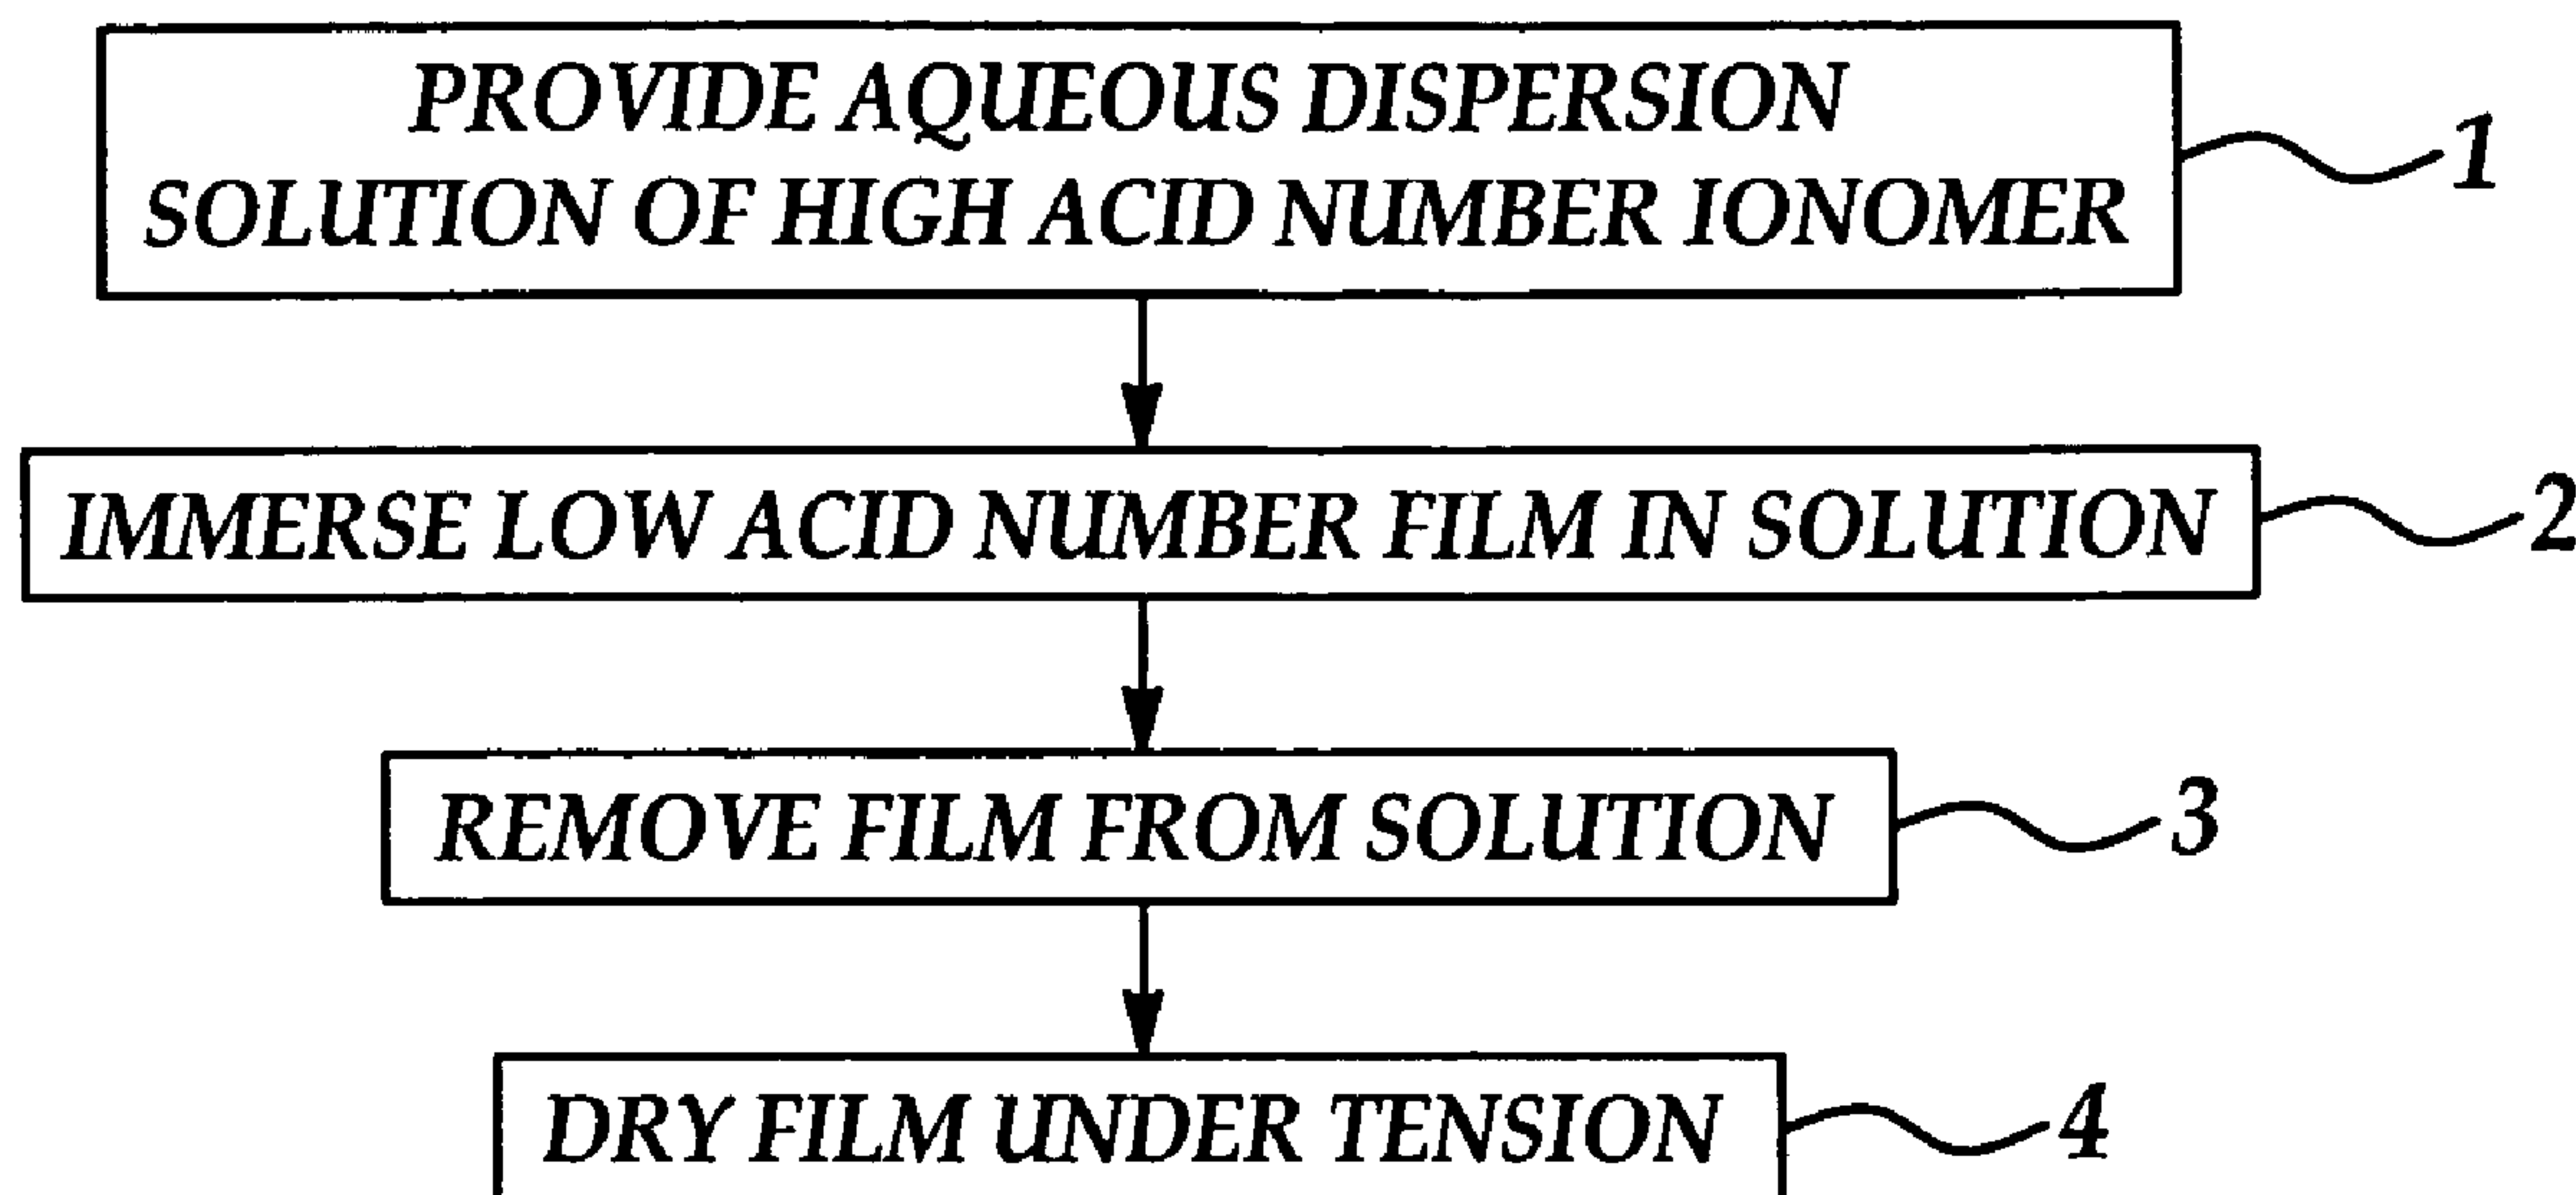 PROVIDE AQUEOUS DISPERSION
SOLUTION OF HIGH ACID NUMBER IONOMER
1
IMMERSE LOW ACID NUMBER FILM IN SOLUTION
2
REMOVE FILM FROM SOLUTION
3
DRY FILM UNDER TENSION
4